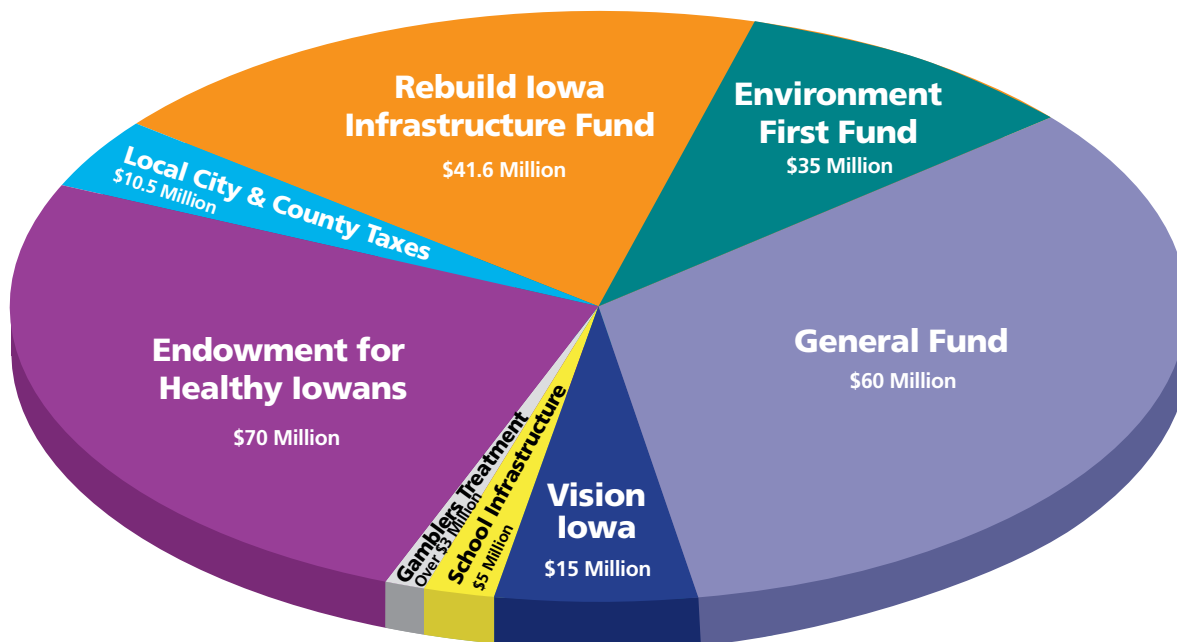 Rebuild Iowa
Infrastructure Fund
$41.6 Million
Environment
First Fund
$35 Million
Local City & County Taxes
$10.5 Million
General Fund
$60 Million
Endowment for
Healthy Iowans
$70 Million
Gamblers Treatment
Over $3 Million
School Infrastructure
$5 Million
Vision
Iowa
$15 Million